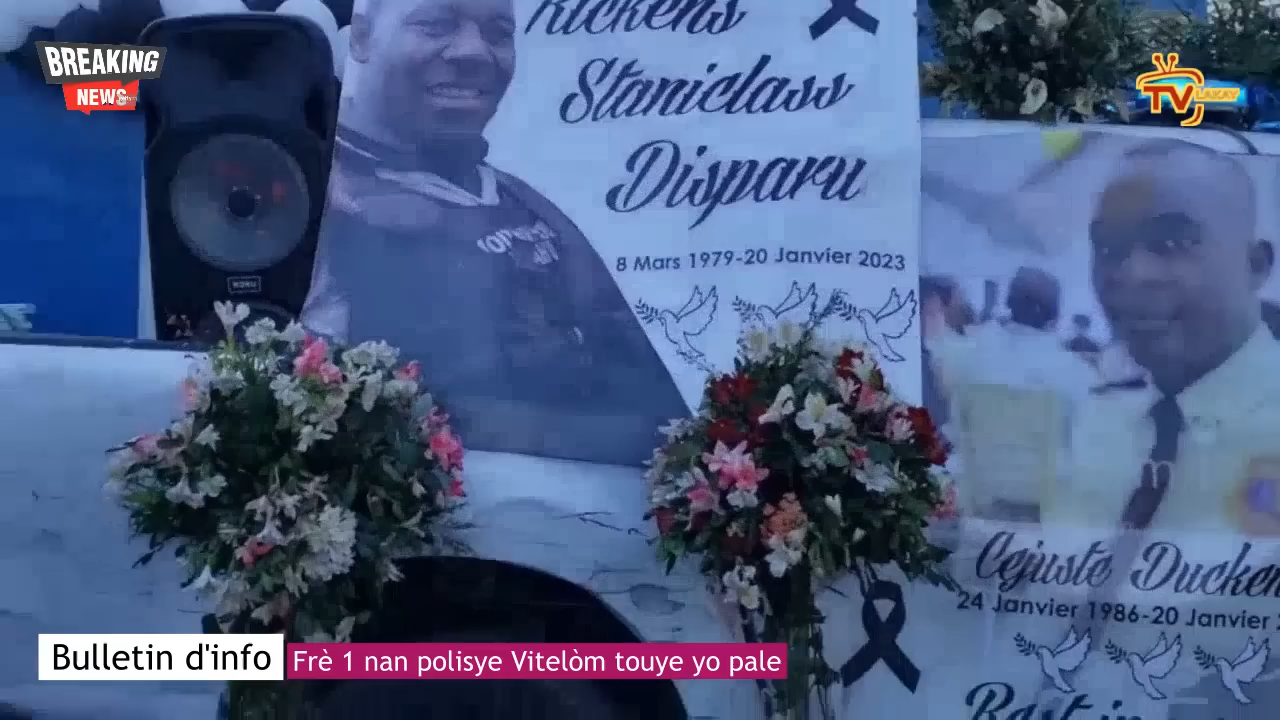 BREAKING
NEWS
Rickens
Staniclass
Disparu
8 Mars 1979-20 Janvier 2023
TV LAKAY
Cejuste Ducken
24 Janvier 1986-20 Janvier
Bulletin d'info
Frè 1 nan polisye Vitelòm touye yo pale